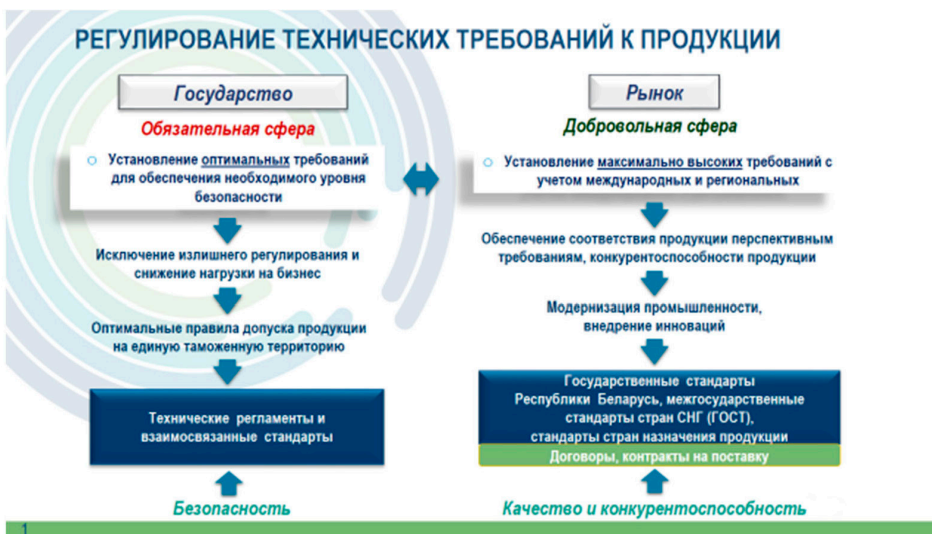 РЕГУЛИРОВАНИЕ ТЕХНИЧЕСКИХ ТРЕБОВАНИЙ К ПРОДУКЦИИ
Государство
Обязательная сфера
Установление оптимальных требований
для обеспечения необходимого уровня
безопасности
Исключение излишнего регулирования и
снижение нагрузки на бизнес
Оптимальные правила допуска продукции
на единую таможенную территорию
Технические регламенты и
взаимосвязанные стандарты
Безопасность
Рынок
Добровольная сфера
Установление максимально высоких требований с
учетом международных и региональных
Обеспечение соответствия продукции перспективным
требованиям, конкурентоспособности продукции
Модернизация промышленности,
внедрение инноваций
Государственные стандарты
Республики Беларусь, межгосударственные
стандарты стран СНГ (ГОСТ),
стандарты стран назначения продукции
Договоры, контракты на поставку
Качество и конкурентоспособность
1